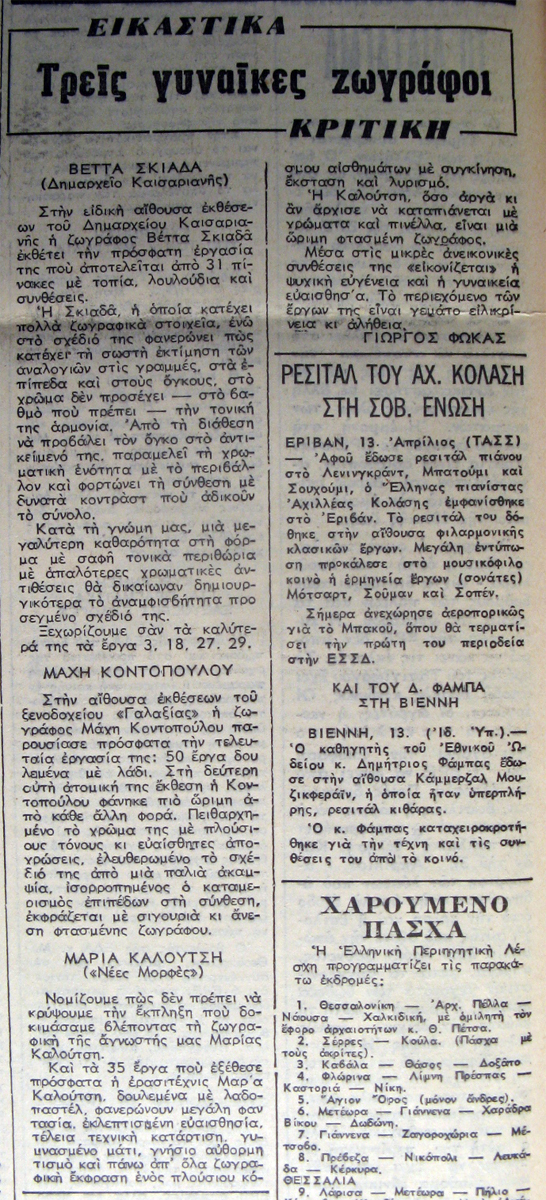 ΕΙΚΑΣΤΙΚΑ
Τρεῖς γυναῖκες ζωγράφοι
ΚΡΙΤΙΚΗ
ΒΕΤΤΑ ΣΚΙΑΔΑ
(Δημαρχεῖο Καισαριανῆς)
Στὴν εἰδικὴ αἴθουσα ἐκθέσε-
ων τοῦ Δημαρχείου Καισαρια-
νῆς ἡ ζωγράφος Βέττα Σκιαδᾶ
ἐκθέτει τὴν πρόσφατη ἐργασία
της ποὺ ἀποτελεῖται ἀπὸ 31 πί-
νακες μὲ τοπία, λουλούδια καὶ
συνθέσεις.
Ἡ Σκιαδᾶ, ἡ ὁποία κατέχει
πολλὰ ζωγραφικὰ στοιχεῖα, ἐνῶ
στὸ σχέδιό της φανερώνει πὼς
κατέχει τὴ σωστὴ ἐκτίμηση τῶν
ἀναλογιῶν στὶς γραμμές, στὰ ἐ-
πίπεδα καὶ στοὺς ὄγκους, στὸ
χρῶμα δὲν προσέχει — στὸ βα-
θμὸ ποὺ πρέπει — τὴν τονική
της ἁρμονία. Ἀπὸ τὴ διάθεση
νὰ προβάλει τὸν ὄγκο στὸ ἀντι-
κείμενό της, παραμελεῖ τὴ χρω-
ματικὴ ἑνότητα μὲ τὸ περιβάλ-
λον καὶ φορτώνει τὴ σύνθεση μὲ
δυνατὰ κοντρὰστ ποὺ ἀδικοῦν
τὸ σύνολο.
Κατὰ τὴ γνώμη μας, μιὰ με-
γαλύτερη καθαρότητα στὴ φόρ-
μα μὲ σαφῆ τονικὰ περιθώρια
μὲ ἁπαλότερες χρωματικὲς ἀν-
τιθέσεις θὰ δικαίωναν δημιουρ-
γικότερα τὸ ἀναμφισβήτητα προ
σεγμένο σχέδιό της.
Ξεχωρίζουμε σὰν τὰ καλύτε-
ρά της τὰ ἔργα 3, 18, 27, 29.
ΜΑΧΗ ΚΟΝΤΟΠΟΥΛΟΥ
Στὴν αἴθουσα ἐκθέσεων τοῦ
ξενοδοχείου «Γαλαξίας» ἡ ζω-
γράφος Μάχη Κοντοπούλου πα-
ρουσίασε πρόσφατα τὴν τελευ-
ταία ἐργασία της: 50 ἔργα δου
λεμένα μὲ λάδι. Στὴ δεύτερη
αὐτὴ ἀτομική της ἔκθεση ἡ Κον-
τοπούλου φάνηκε πιὸ ὥριμη ἀ-
πὸ κάθε ἄλλη φορά. Πειθαρχη-
μένο τὸ χρῶμα της μὲ πλούσι-
ους τόνους κι εὐαίσθητες ἀπο-
χρώσεις, ἐλευθερωμένο τὸ σχέ-
διό της ἀπὸ μιὰ παλιὰ ἀκαμ-
ψία, ἰσορροπημένος ὁ καταμε-
ρισμὸς ἐπιπέδων στὴ σύνθεση,
ἐκφράζεται μὲ σιγουριὰ κι ἄνε-
ση φτασμένης ζωγράφου.
ΜΑΡΙΑ ΚΑΛΟΥΤΣΗ
(«Νέες Μορφὲς»)
Νομίζουμε πὼς δὲν πρέπει νὰ
κρύψουμε τὴν ἔκπληξη ποὺ δο-
κιμάσαμε βλέποντας τὴ ζωγρα-
φικὴ τῆς ἄγνωστής μας Μαρίας
Καλούτση.
Καὶ τὰ 35 ἔργα ποὺ ἐξέθεσε
πρόσφατα ἡ ἐρασιτέχνις Μαρ'α
Καλούτση, δουλεμένα μὲ λαδο-
παστέλ, φανερώνουν μεγάλη φαν
τασία, ἐκλεπτισμένη εὐαισθησία,
τέλεια τεχνικὴ κατάρτιση, γυ-
μνασμένο μάτι, γνήσιο αὐθορμη
τισμὸ καὶ πάνω ἀπ' ὅλα ζωγρα-
φικὴ ἔκφραση ἑνὸς πλούσιου κό-
σμου αἰσθημάτων μὲ συγκίνηση,
ἔκσταση καὶ λυρισμό.
Ἡ Καλούτση, ὅσο ἀργὰ κι
ἂν ἄρχισε νὰ καταπιάνεται μὲ
χρώματα καὶ πινέλλα, εἶναι μιὰ
ὥριμη φτασμένη ζωγράφος.
Μέσα στὶς μικρὲς ἀνεικονικὲς
συνθέσεις της «εἰκονίζεται» ἡ
ψυχικὴ εὐγένεια καὶ ἡ γυναικεία
εὐαισθησ'α. Τὸ περιεχόμενο τῶν
ἔργων της εἶναι γεμάτο εἰλικρί-
νεια κι ἀλήθεια.
ΓΙΩΡΓΟΣ ΦΩΚΑΣ
ΡΕΣΙΤΑΛ ΤΟΥ ΑΧ. ΚΟΛΑΣΗ
ΣΤΗ ΣΟΒ. ΕΝΩΣΗ
ΕΡΙΒΑΝ, 13. Ἀπρίλιος (ΤΑΣΣ) —
Ἀφοῦ ἔδωσε ρεσιτὰλ πιάνου
στὸ Λενινγκράντ, Μπατούμι καὶ
Σουχούμι, ὁ Ἕλληνας πιανίστας
Ἀχιλλέας Κολάσης ἐμφανίσθηκε
στὸ Ἐριβάν. Τὸ ρεσιτάλ του δό-
θηκε στὴν αἴθουσα φιλαρμονικῆς
κλασικῶν ἔργων. Μεγάλη ἐντύπω-
ση προκάλεσε στὸ μουσικόφιλο
κοινὸ ἡ ἑρμηνεία ἔργων (σονάτες)
Μότσαρτ, Σοῦμαν καὶ Σοπέν.
Σήμερα ἀνεχώρησε ἀεροπορικῶς
γιὰ τὸ Μπακοῦ, ὅπου θὰ τερματί-
σει τὴν πρώτη του περιοδεία
στὴν ΕΣΣΔ.
ΚΑΙ ΤΟΥ Δ. ΦΑΜΠΑ
ΣΤΗ ΒΙΕΝΝΗ
ΒΙΕΝΝΗ, 13. (Ἰδ. Ὑπ.).—
Ὁ καθηγητὴς τοῦ Ἐθνικοῦ Ὠ-
δείου κ. Δημήτριος Φάμπας ἔδω-
σε στὴν αἴθουσα Κάμμερζαλ Μου-
ζικφεράϊν, ἡ ὁποία ἦταν ὑπερπλή-
ρης, ρεσιτὰλ κιθάρας.
Ὁ κ. Φάμπας καταχειροκροτή-
θηκε γιὰ τὴν τέχνη καὶ τὶς συν-
θέσεις του ἀπὸ τὸ κοινό.
ΧΑΡΟΥΜΕΝΟ
ΠΑΣΧΑ
Ἡ Ἑλληνικὴ Περιηγητικὴ Λέ-
σχη προγραμματίζει τὶς παρακά-
τω ἐκδρομές:
1. Θεσσαλονίκη — Ἀρχ. Πέλλα —
Νάουσα — Χαλκιδική, μὲ ὁμιλητὴ τὸν
ἔφορο ἀρχαιοτήτων κ. Θ. Πέτσα.
2. Σέρρες — Κούλα. (Πάσχα μὲ
τοὺς ἀκρίτες).
3. Καβάλα — Θάσος — Δοξάτο
4. Φλώρινα — Λίμνη Πρέσπας —
Καστοριὰ — Νίκη.
5. Ἅγιον Ὄρος (μόνον ἄνδρες).
6. Μετέωρα — Γιάννενα — Χαράδρα
Βίκου — Δωδώνη.
7. Γιάννενα — Ζαγοροχώρια — Μέ-
τσοβο.
8. Πρέβεζα — Νικόπολι — Λευκά-
δα — Κέρκυρα.
ΘΕΣΣΑΛΙΑ
9. Λάρισα — Μετέωρα — Πήλιο —